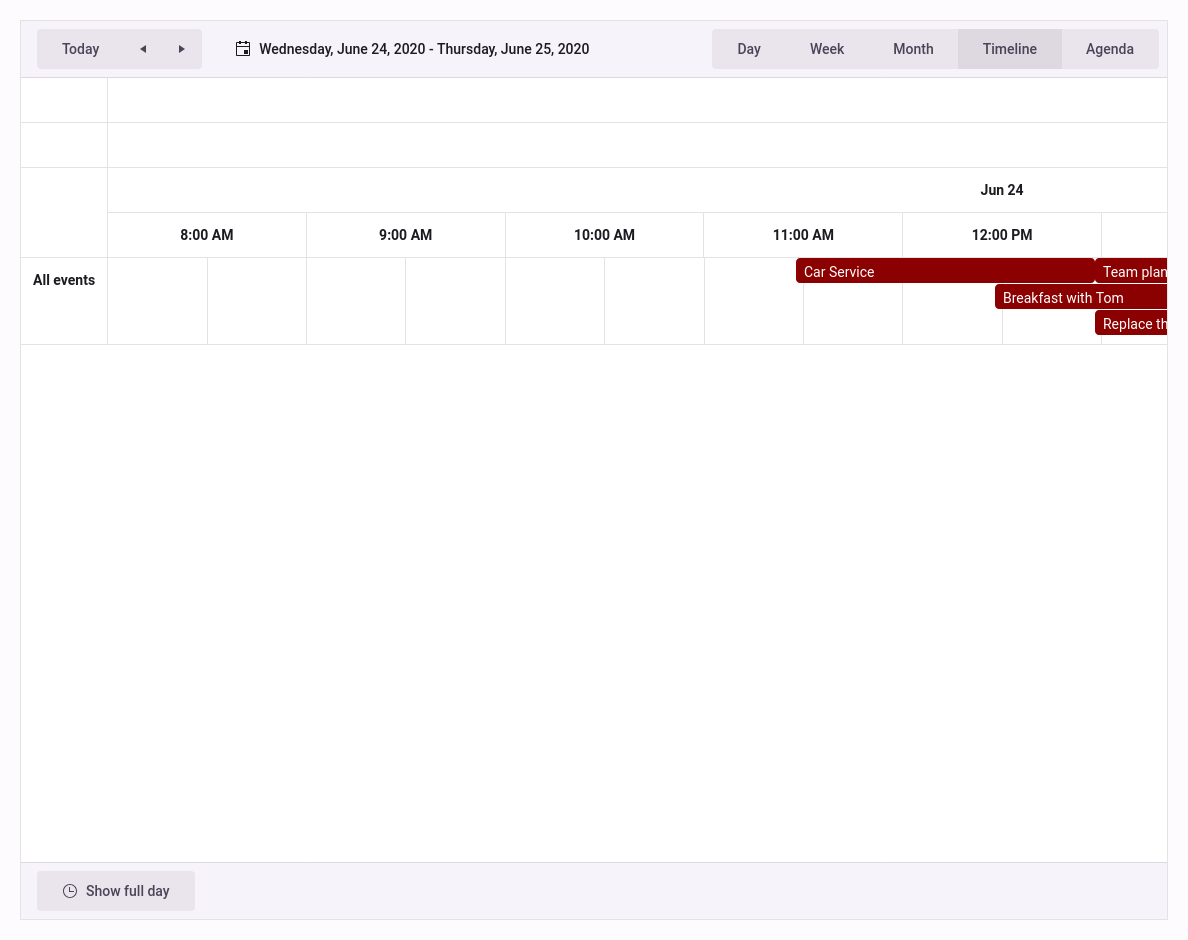 Today
Wednesday, June 24, 2020 - Thursday, June 25, 2020
Day Week Month Timeline Agenda
Jun 24
8:00 AM 9:00 AM 10:00 AM 11:00 AM 12:00 PM
All events
Car Service Team plan
Breakfast with Tom
Replace th
Show full day